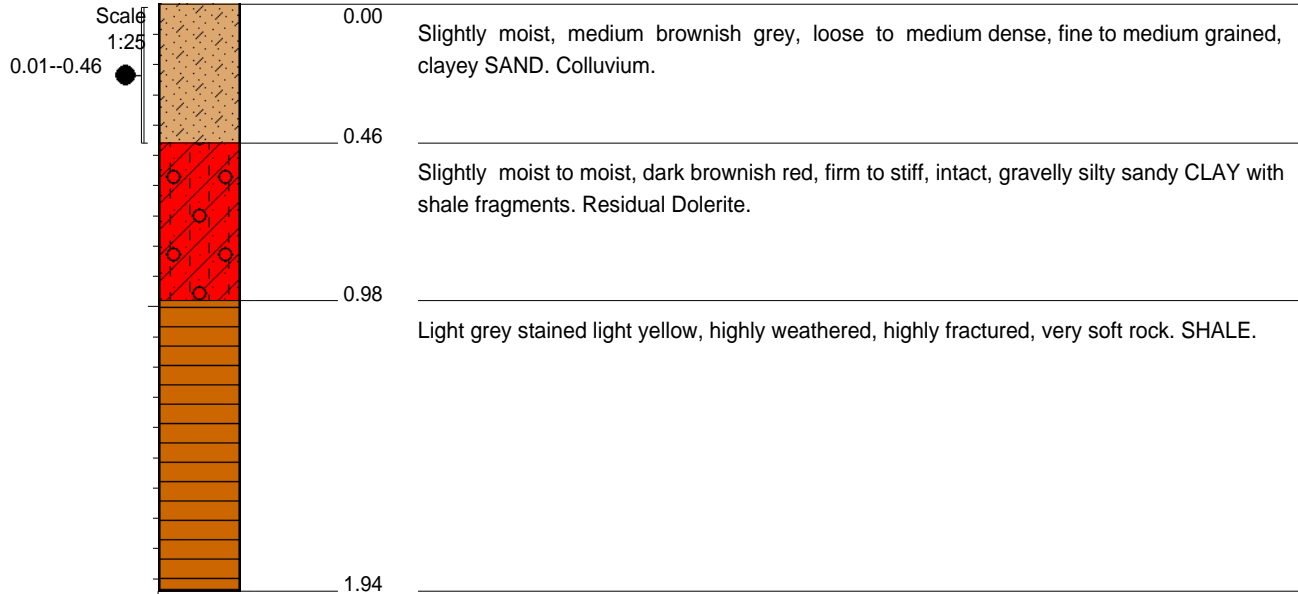 Scale
1:25
0.01--0.46
0.00
Slightly moist, medium brownish grey, loose to medium dense, fine to medium grained,
clayey SAND. Colluvium.
0.46
Slightly moist to moist, dark brownish red, firm to stiff, intact, gravelly silty sandy CLAY with
shale fragments. Residual Dolerite.
0.98
Light grey stained light yellow, highly weathered, highly fractured, very soft rock. SHALE.
1.94